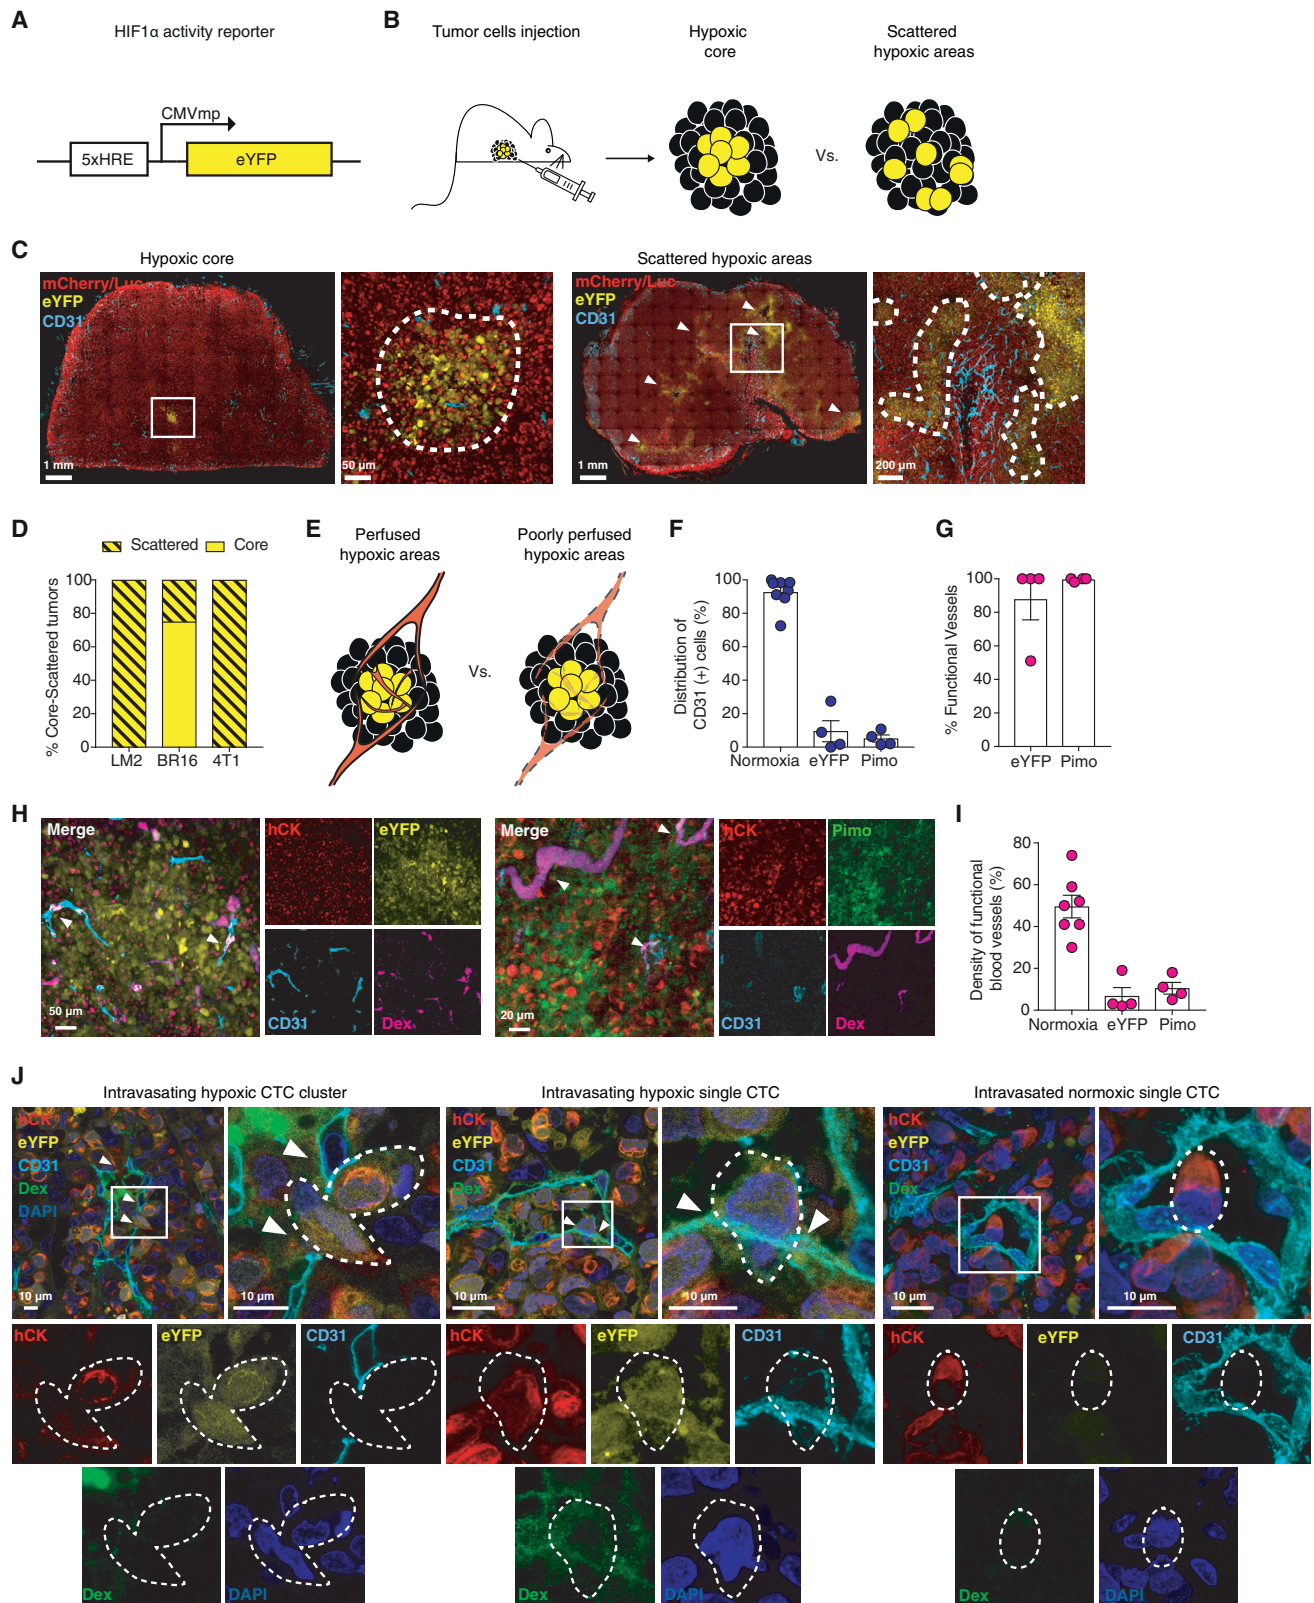 A
HIF1α activity reporter
CMVmp
5xHRE
eYFP
B
Tumor cells injection
Hypoxic
core
Vs.
Scattered
hypoxic areas
C
Hypoxic core
mCherry/Luc
eYFP
CD31
1 mm
50 µm
Scattered hypoxic areas
mCherry/Luc
eYFP
CD31
1 mm
200 µm
D
Scattered
Core
% Core-Scattered tumors
100
80
60
40
20
0
LM2
BR16
4T1
E
Perfused
hypoxic areas
Vs.
Poorly perfused
hypoxic areas
F
Distribution of
CD31 (+) cells (%)
100
80
60
40
20
0
Normoxia
eYFP
Pimo
G
% Functional Vessels
100
80
60
40
20
0
eYFP
Pimo
H
Merge
50 µm
hCK
eYFP
CD31
Dex
Merge
20 µm
hCK
Pimo
CD31
Dex
I
Density of functional
blood vessels (%)
80
60
40
20
0
Normoxia
eYFP
Pimo
J
Intravasating hypoxic CTC cluster
hCK
eYFP
CD31
Dex
DAPI
10 µm
10 µm
hCK
eYFP
CD31
Dex
DAPI
Intravasating hypoxic single CTC
hCK
eYFP
CD31
Dex
DAPI
10 µm
10 µm
hCK
eYFP
CD31
Dex
DAPI
Intravasated normoxic single CTC
hCK
eYFP
CD31
Dex
DAPI
10 µm
10 µm
hCK
eYFP
CD31
Dex
DAPI